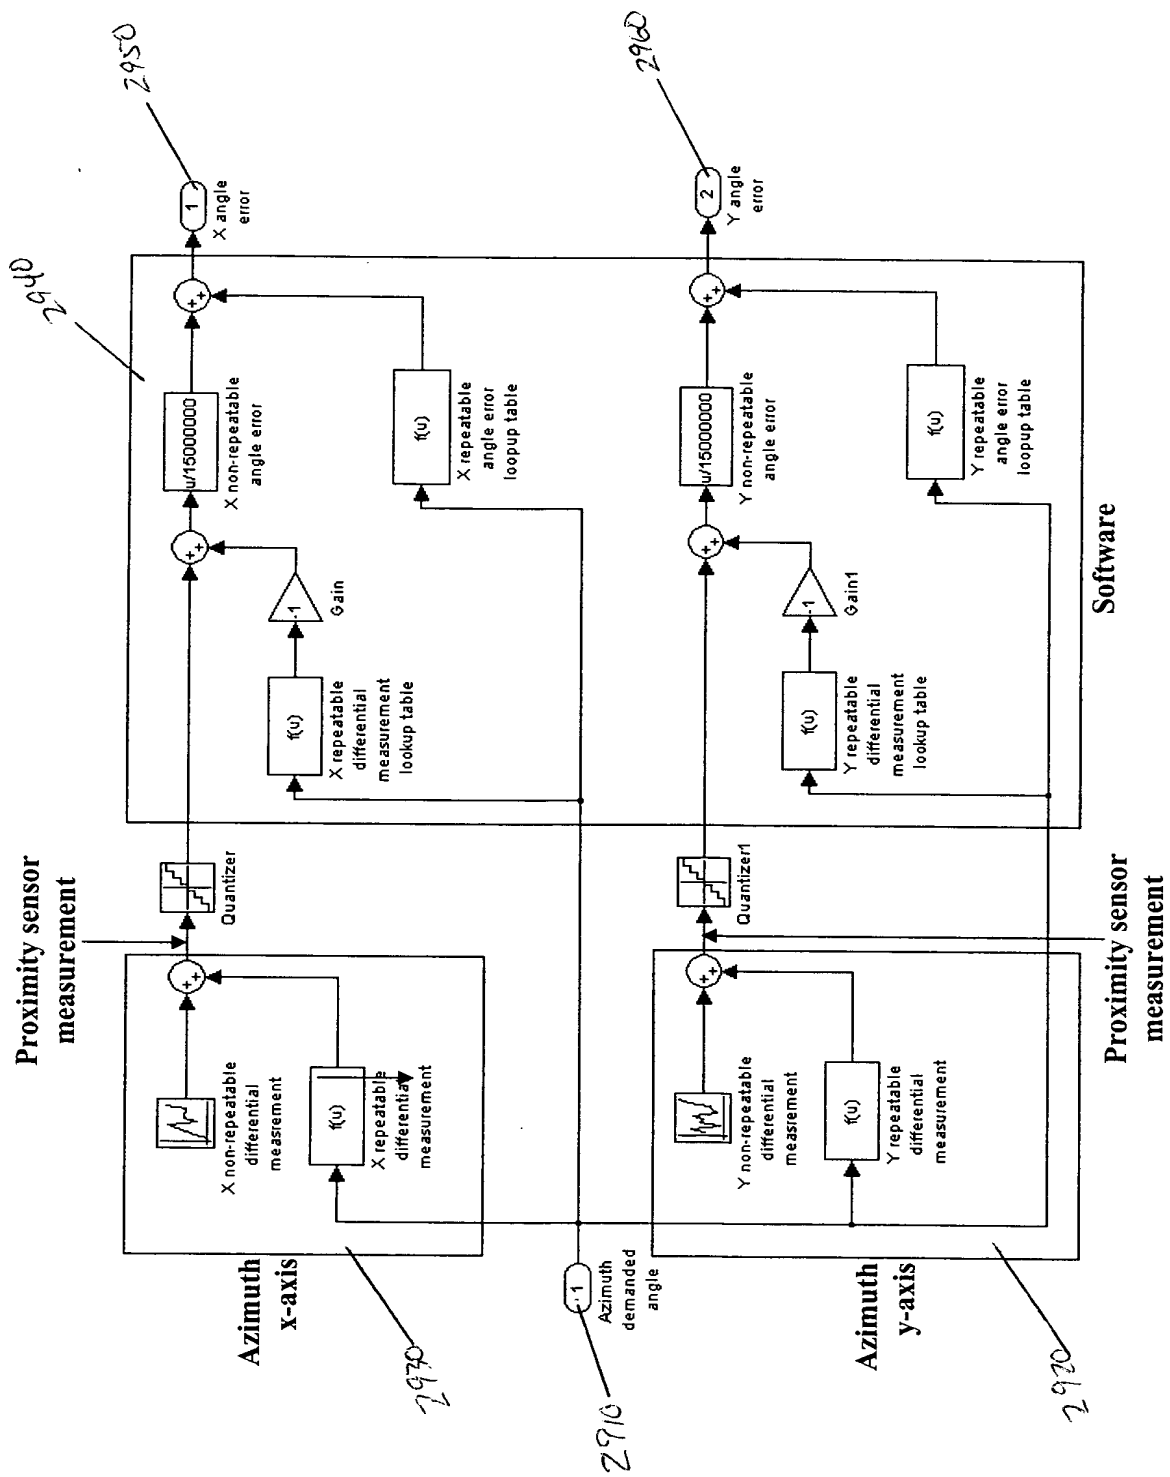 Proximity sensor
measurement
2940
2950
Azimuth
x-axis
2930
X non-repeatable
differential
measrement
f(u)
X repeatable
differential
measurement
+
+
Quantizer
f(u)
X repeatable
differential
measurement
lookup table
-1
Gain
+
+
u/15000000
X non-repeatable
angle error
f(u)
X repeatable
angle error
loopup table
+
+
1
X angle
error
2910
1
Azimuth
demanded
angle
2960
Azimuth
y-axis
2920
Y non-repeatable
differential
measrement
f(u)
Y repeatable
differential
measurement
+
+
Quantizer1
f(u)
Y repeatable
differential
measurement
lookup table
-1
Gain1
+
+
u/15000000
Y non-repeatable
angle error
f(u)
Y repeatable
angle error
loopup table
+
+
2
Y angle
error
Proximity sensor
measurement
Software